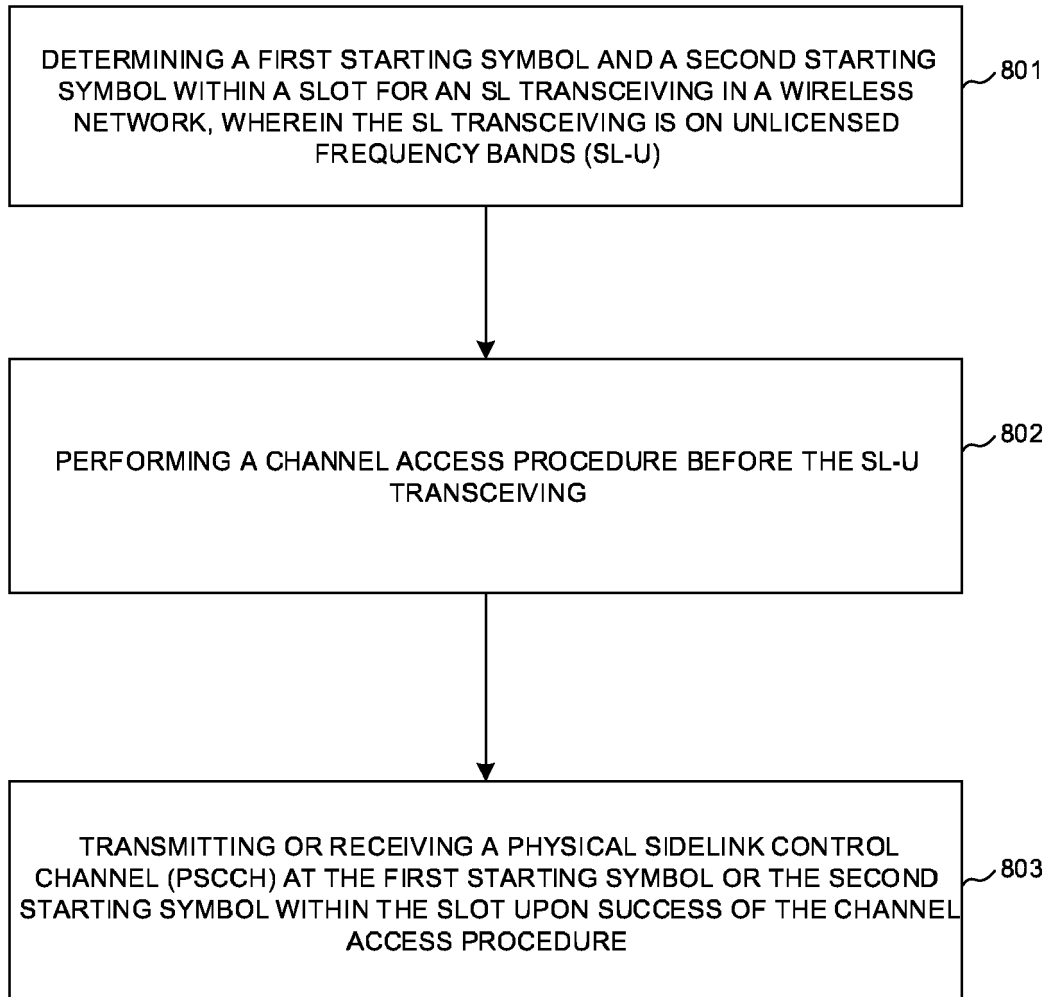 DETERMINING A FIRST STARTING SYMBOL AND A SECOND STARTING
SYMBOL WITHIN A SLOT FOR AN SL TRANSCEIVING IN A WIRELESS
NETWORK, WHEREIN THE SL TRANSCEIVING IS ON UNLICENSED
FREQUENCY BANDS (SL-U)
801
PERFORMING A CHANNEL ACCESS PROCEDURE BEFORE THE SL-U
TRANSCEIVING
802
TRANSMITTING OR RECEIVING A PHYSICAL SIDELINK CONTROL
CHANNEL (PSCCH) AT THE FIRST STARTING SYMBOL OR THE SECOND
STARTING SYMBOL WITHIN THE SLOT UPON SUCCESS OF THE CHANNEL
ACCESS PROCEDURE
803